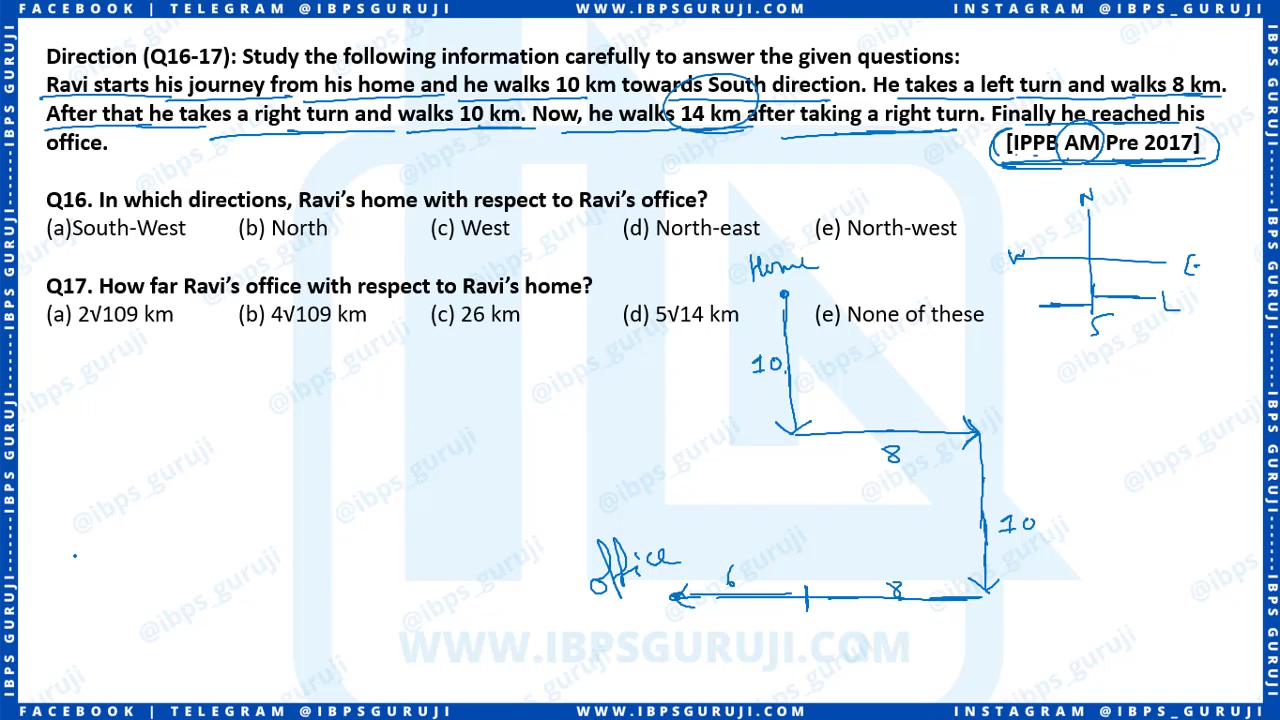 FACEBOOK | TELEGRAM @IBPSGURUJI WWW.IBPSGURUJI.COM INSTAGRAM @IBPS_GURUJI
Direction (Q16-17): Study the following information carefully to answer the given questions:
Ravi starts his journey from his home and he walks 10 km towards South direction. He takes a left turn and walks 8 km.
After that he takes a right turn and walks 10 km. Now, he walks 14 km after taking a right turn. Finally he reached his
office. [IPPB AM Pre 2017]
Q16. In which directions, Ravi's home with respect to Ravi's office?
(a)South-West (b) North (c) West (d) North-east (e) North-west
Q17. How far Ravi's office with respect to Ravi's home?
(a) 2√109 km (b) 4√109 km (c) 26 km (d) 5√14 km (e) None of these
N
W E
L
S
Home
10
8
10
office 6 8
WWW.IBPSGURUJI.COM
@ibps_guruji
IBPS GURUJI
FACEBOOK | TELEGRAM @IBPSGURUJI WWW.IBPSGURUJI.COM INSTAGRAM @IBPS_GURUJI